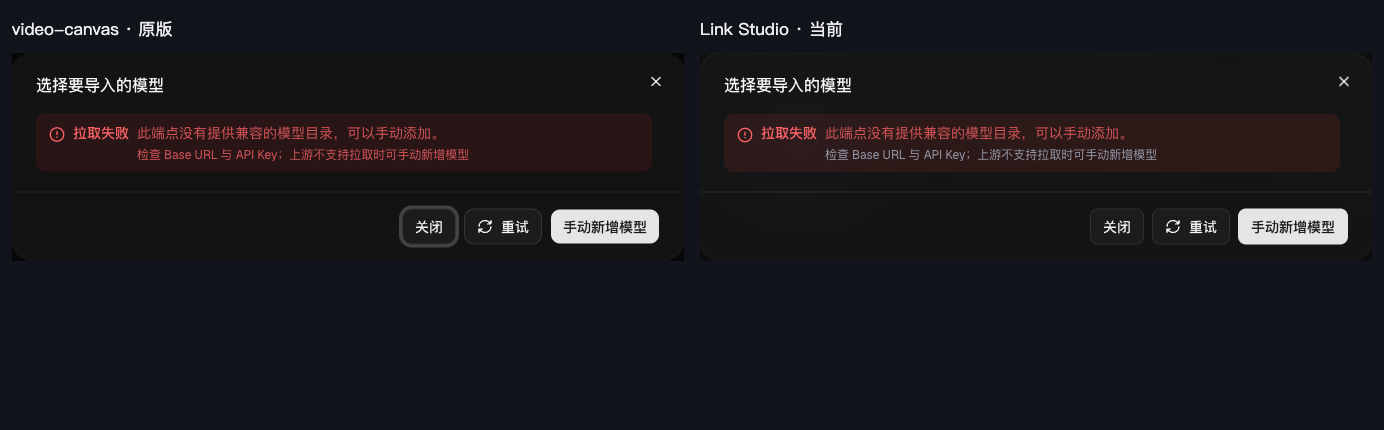 video-canvas · 原版
选择要导入的模型
拉取失败 此端点没有提供兼容的模型目录，可以手动添加。
检查 Base URL 与 API Key；上游不支持拉取时可手动新增模型
关闭 重试 手动新增模型
Link Studio · 当前
选择要导入的模型
拉取失败 此端点没有提供兼容的模型目录，可以手动添加。
检查 Base URL 与 API Key；上游不支持拉取时可手动新增模型
关闭 重试 手动新增模型